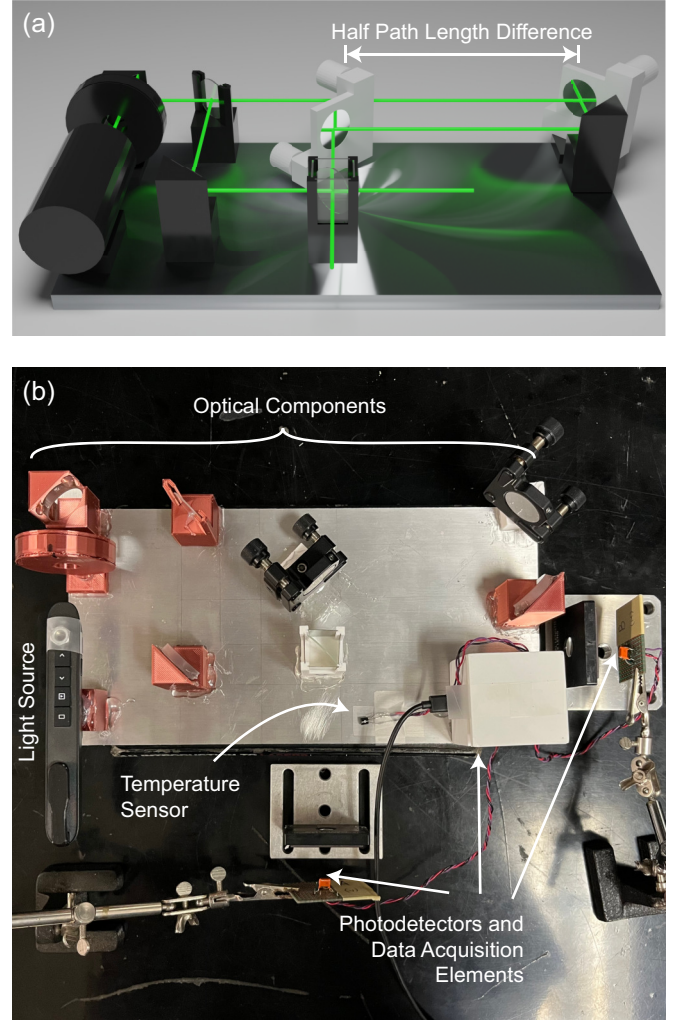 (a)
Half Path Length Difference
(b)
Optical Components
Light Source
Temperature
Sensor
Photodetectors and
Data Acquisition
Elements